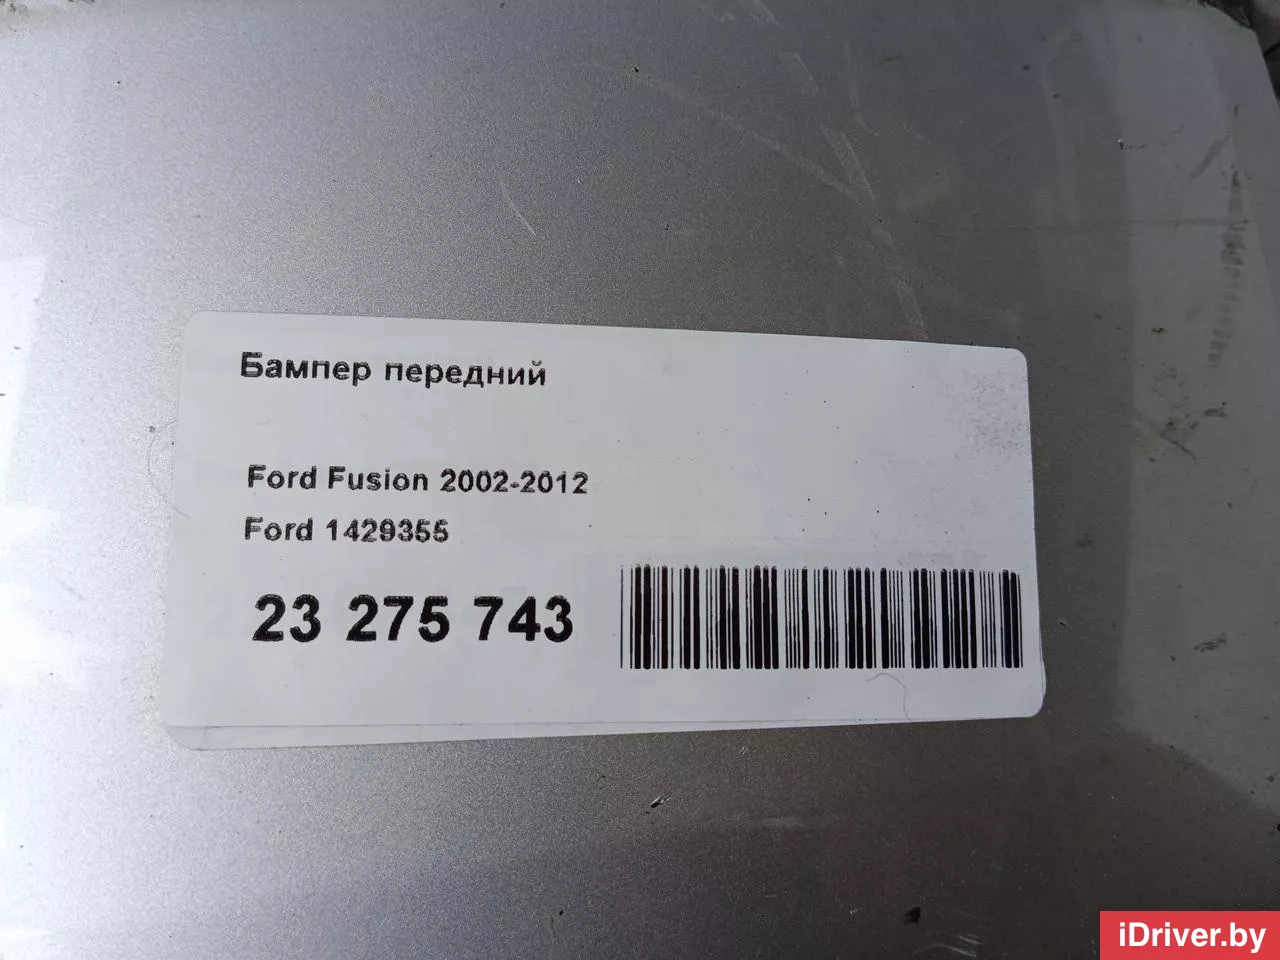 Бампер передний
Ford Fusion 2002-2012
Ford 1429355
23 275 743
iDriver.by